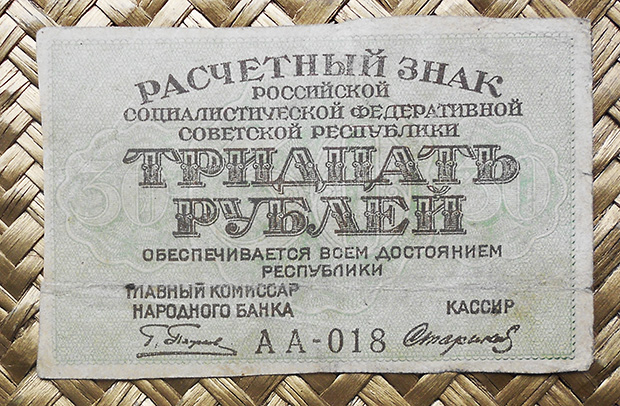 РАСЧЕТНЫЙ ЗНАК
РОССИЙСКОЙ
СОЦИАЛИСТИЧЕСКОЙ ФЕДЕРАТИВНОЙ
СОВЕТСКОЙ РЕСПУБЛИКИ
ТРИДЦАТЬ
РУБЛЕЙ
ОБЕСПЕЧИВАЕТСЯ ВСЕМ ДОСТОЯНИЕМ
РЕСПУБЛИКИ
ГЛАВНЫЙ КОМИССАР
НАРОДНОГО БАНКА
КАССИР
АА-018